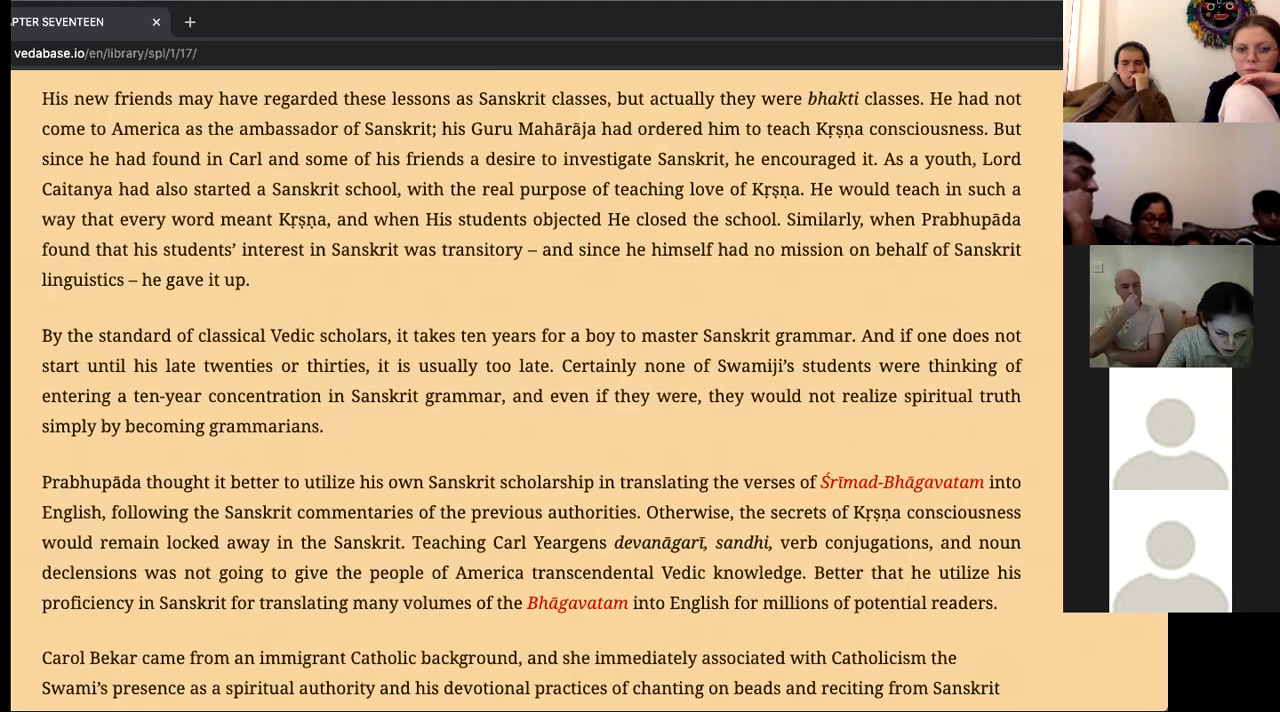 PTER SEVENTEEN
vedabase.io/en/library/spl/1/17/
His new friends may have regarded these lessons as Sanskrit classes, but actually they were bhakti classes. He had not
come to America as the ambassador of Sanskrit; his Guru Mahārāja had ordered him to teach Kṛṣṇa consciousness. But
since he had found in Carl and some of his friends a desire to investigate Sanskrit, he encouraged it. As a youth, Lord
Caitanya had also started a Sanskrit school, with the real purpose of teaching love of Kṛṣṇa. He would teach in such a
way that every word meant Kṛṣṇa, and when His students objected He closed the school. Similarly, when Prabhupāda
found that his students’ interest in Sanskrit was transitory – and since he himself had no mission on behalf of Sanskrit
linguistics – he gave it up.
By the standard of classical Vedic scholars, it takes ten years for a boy to master Sanskrit grammar. And if one does not
start until his late twenties or thirties, it is usually too late. Certainly none of Swamiji’s students were thinking of
entering a ten-year concentration in Sanskrit grammar, and even if they were, they would not realize spiritual truth
simply by becoming grammarians.
Prabhupāda thought it better to utilize his own Sanskrit scholarship in translating the verses of Śrīmad-Bhāgavatam into
English, following the Sanskrit commentaries of the previous authorities. Otherwise, the secrets of Kṛṣṇa consciousness
would remain locked away in the Sanskrit. Teaching Carl Yeargens devanāgarī, sandhi, verb conjugations, and noun
declensions was not going to give the people of America transcendental Vedic knowledge. Better that he utilize his
proficiency in Sanskrit for translating many volumes of the Bhāgavatam into English for millions of potential readers.
Carol Bekar came from an immigrant Catholic background, and she immediately associated with Catholicism the
Swami’s presence as a spiritual authority and his devotional practices of chanting on beads and reciting from Sanskrit